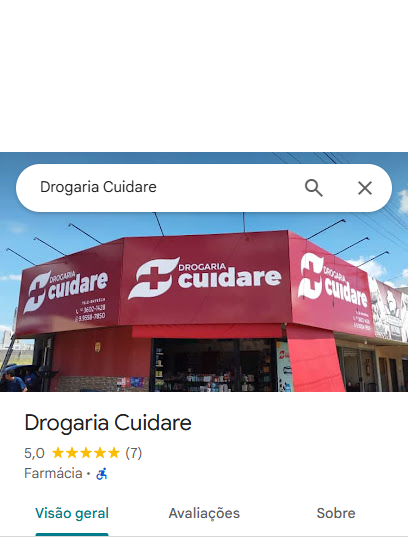 Drogaria Cuidare
DROGARIA
cuidare
TELE-ENTREGA
3602-1428
9.9558-7850
DROGARIA
cuidare
DROGARIA
cuidare
Drogaria Cuidare
5,0 ★★★★★ (7)
Farmácia ·
Visão geral
Avaliações
Sobre